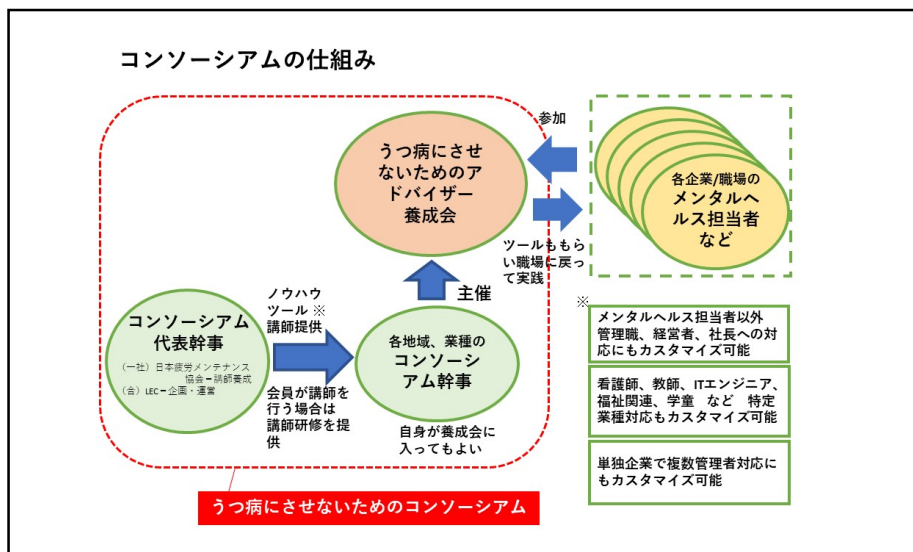 コンソーシアムの仕組み
参加
うつ病にさせ
ないためのア
ドバイザー
養成会
各企業/職場の
メンタルヘ
ルス担当者
など
ツールももら
い職場に戻っ
て実践
主催
ノウハウ
ツール ※
講師提供
コンソーシアム
代表幹事
（一社）日本疲労メンテナンス
協会＝講師養成
（合）LEC＝企画・運営
各地域、業種の
コンソーシ
アム幹事
会員が講師を
行う場合は
講師研修を提
供
自身が養成会に
入ってもよい
うつ病にさせないためのコンソーシアム
※
メンタルヘルス担当者以外
管理職、経営者、社長への対
応にもカスタマイズ可能
看護師、教師、ITエンジニア、
福祉関連、学童　など　特定
業種対応もカスタマイズ可能
単独企業で複数管理者対応に
もカスタマイズ可能